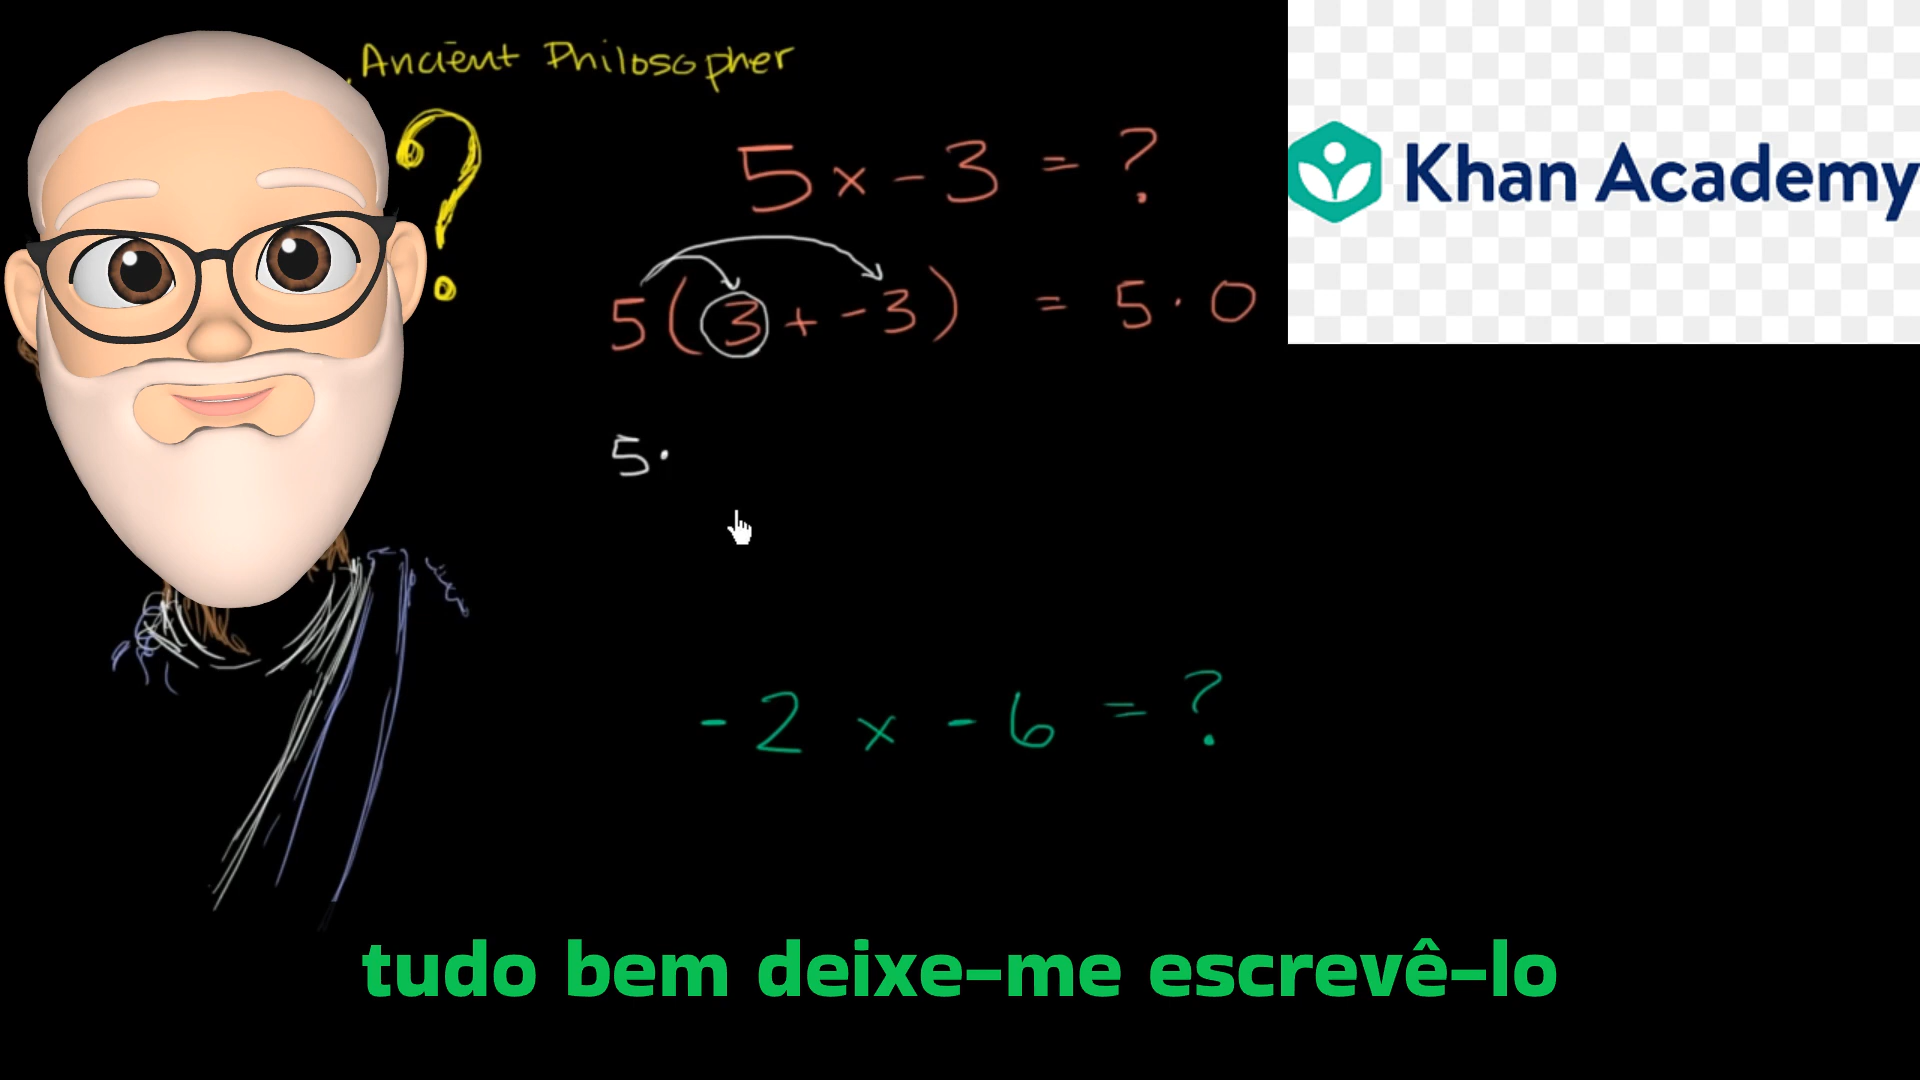 Ancient Philosopher
?
5 x -3 = ?
5(3 + -3) = 5·0
5·
-2 x -6 = ?
Khan Academy
tudo bem deixe-me escrevê-lo